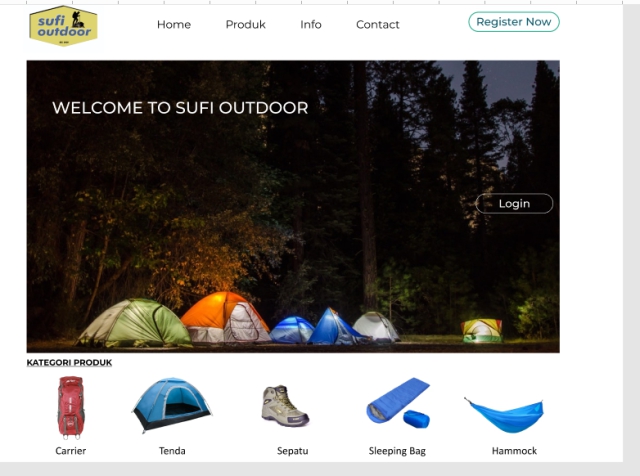 sufi
outdoor
Home Produk Info Contact Register Now
WELCOME TO SUFI OUTDOOR
Login
KATEGORI PRODUK
Carrier Tenda Sepatu Sleeping Bag Hammock